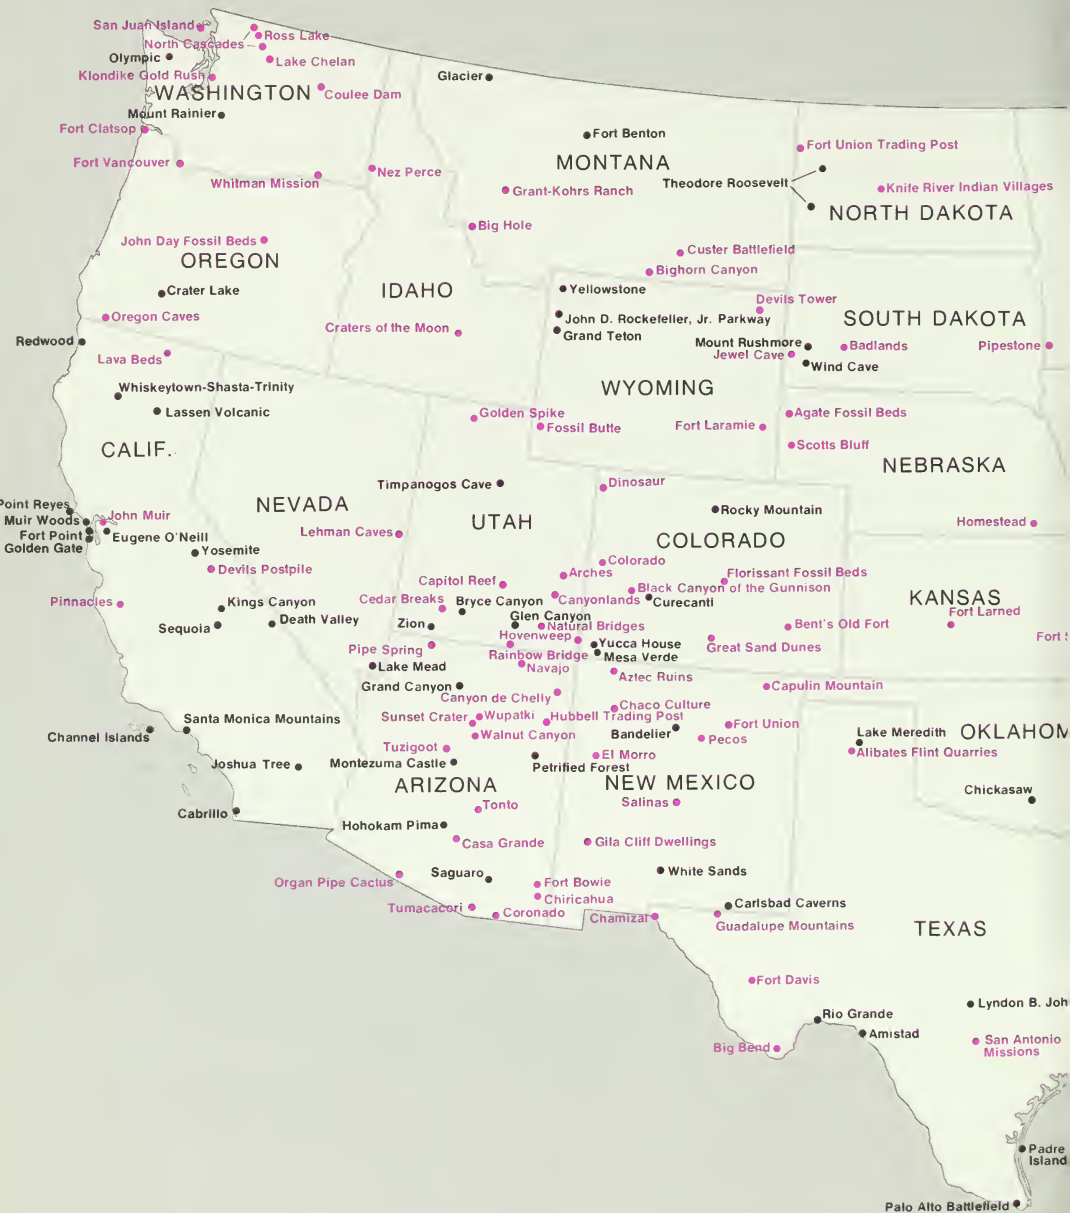 San Juan Island
Ross Lake
North Cascades
Olympic
Lake Chelan
Klondike Gold Rush
Glacier
WASHINGTON
Coulee Dam
Mount Rainier
Fort Clatsop
Fort Benton
Fort Union Trading Post
Fort Vancouver
MONTANA
Nez Perce
Whitman Mission
Theodore Roosevelt
Grant-Kohrs Ranch
Knife River Indian Villages
NORTH DAKOTA
Big Hole
John Day Fossil Beds
Custer Battlefield
OREGON
Bighorn Canyon
Crater Lake
IDAHO
Yellowstone
Devils Tower
Oregon Caves
John D. Rockefeller, Jr. Parkway
SOUTH DAKOTA
Craters of the Moon
Grand Teton
Redwood
Mount Rushmore
Badlands
Pipestone
Lava Beds
Jewel Cave
Wind Cave
Whiskeytown-Shasta-Trinity
WYOMING
Lassen Volcanic
Golden Spike
Agate Fossil Beds
Fossil Butte
Fort Laramie
CALIF.
Scotts Bluff
NEBRASKA
Timpanogos Cave
Dinosaur
Point Reyes
NEVADA
Rocky Mountain
John Muir
Muir Woods
UTAH
Homestead
Fort Point
Eugene O'Neill
Lehman Caves
COLORADO
Golden Gate
Yosemite
Colorado
Devils Postpile
Arches
Florissant Fossil Beds
Capitol Reef
Black Canyon of the Gunnison
Cedar Breaks
Bryce Canyon
Canyonlands
Curecanti
KANSAS
Pinnacles
Kings Canyon
Fort Larned
Glen Canyon
Sequoia
Death Valley
Zion
Natural Bridges
Bent's Old Fort
Hovenweep
Fort
Pipe Spring
Yucca House
Great Sand Dunes
Rainbow Bridge
Mesa Verde
Lake Mead
Navajo
Aztec Ruins
Grand Canyon
Capulin Mountain
Canyon de Chelly
Chaco Culture
Santa Monica Mountains
Sunset Crater
Wupatki
Hubbell Trading Post
Fort Union
Channel Islands
Walnut Canyon
Bandelier
Pecos
Lake Meredith
OKLAHOM
Tuzigoot
Alibates Flint Quarries
Joshua Tree
Montezuma Castle
Petrified Forest
El Morro
ARIZONA
NEW MEXICO
Chickasaw
Salinas
Cabrillo
Tonto
Hohokam Pima
Casa Grande
Gila Cliff Dwellings
Organ Pipe Cactus
Saguaro
White Sands
Fort Bowie
Chiricahua
Tumacacori
Carlsbad Caverns
Coronado
Chamizal
Guadalupe Mountains
TEXAS
Fort Davis
Lyndon B. Joh
Rio Grande
Amistad
Big Bend
San Antonio
Missions
Padre
Island
Palo Alto Battlefield